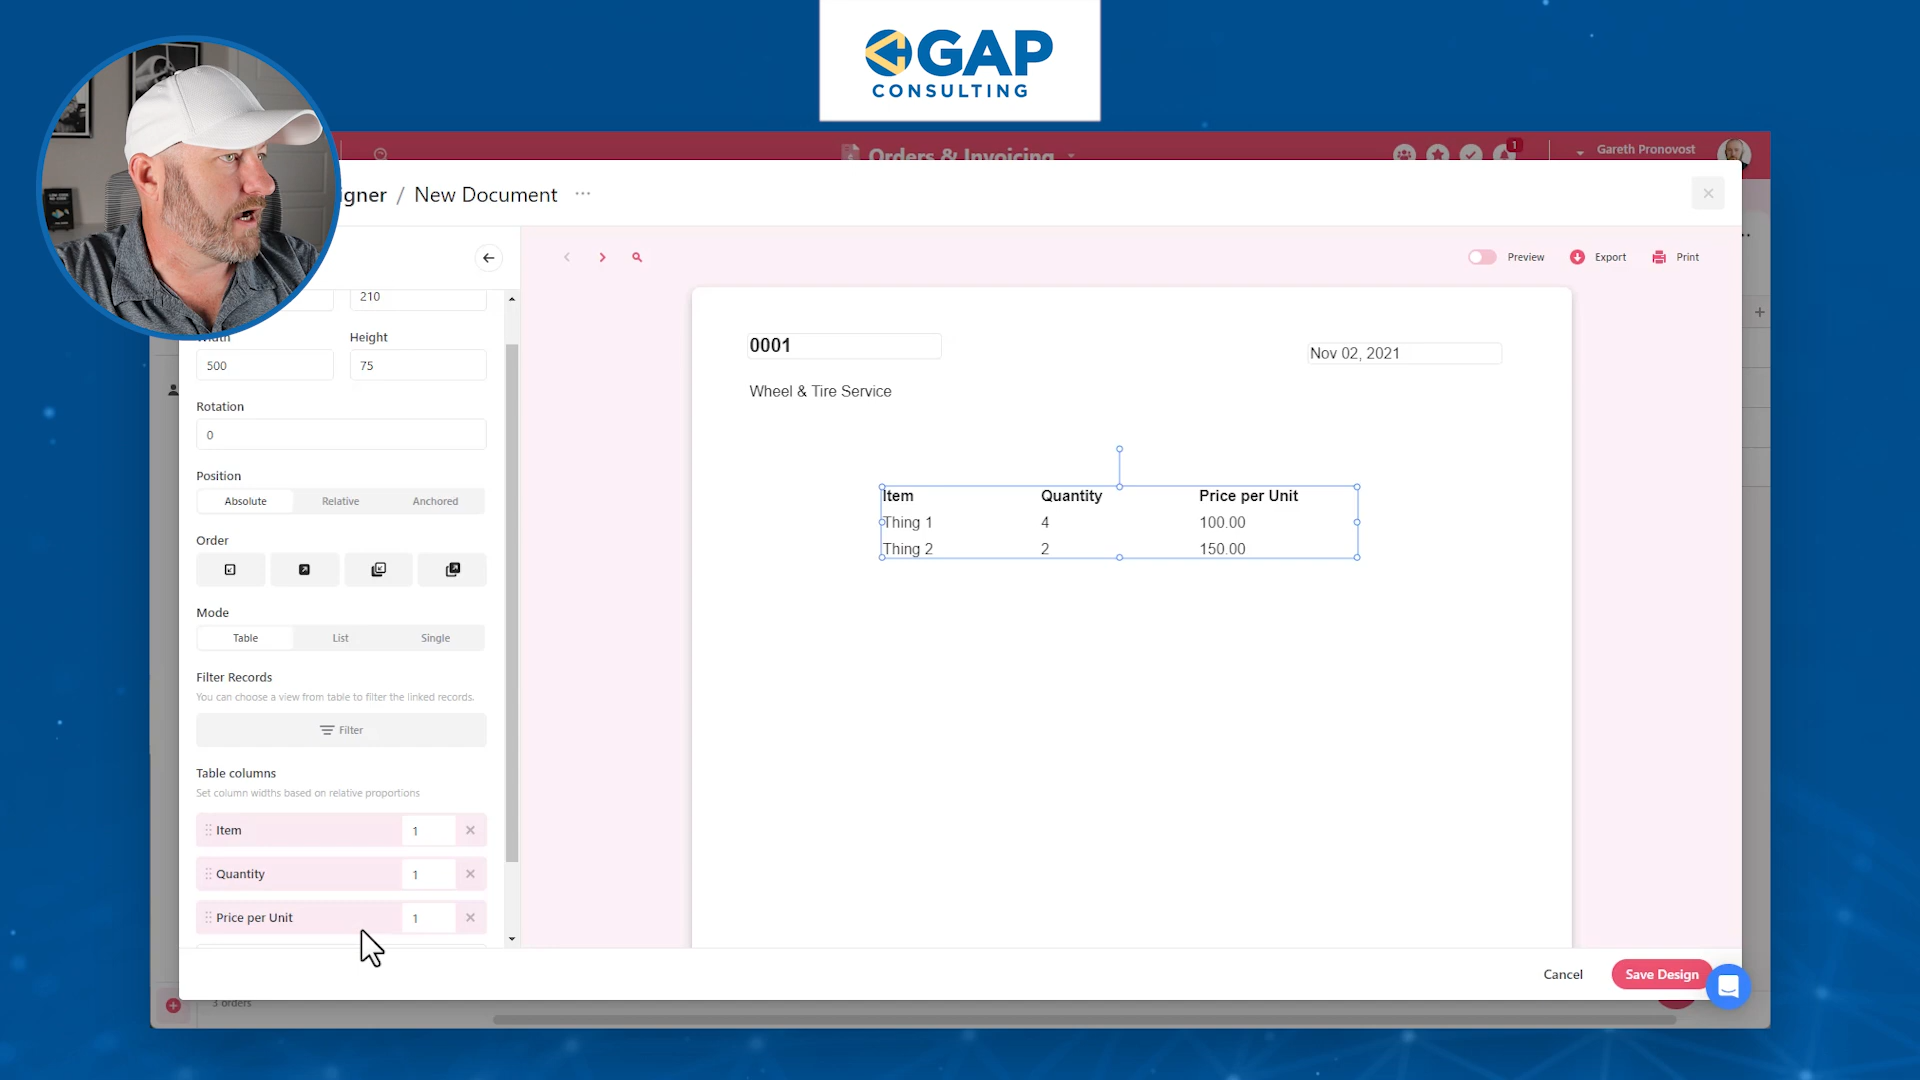 GAP
CONSULTING
Orders & Invoicing
1
Gareth Pronovost
igner / New Document ...
Preview
Export
Print
210
Width
Height
500
75
Rotation
0
Position
Absolute
Relative
Anchored
Order
Mode
Table
List
Single
Filter Records
You can choose a view from table to filter the linked records.
Filter
Table columns
Set column widths based on relative proportions
Item
1
Quantity
1
Price per Unit
1
0001
Nov 02, 2021
Wheel & Tire Service
Item Quantity Price per Unit
Thing 1 4 100.00
Thing 2 2 150.00
Cancel
Save Design
3 orders